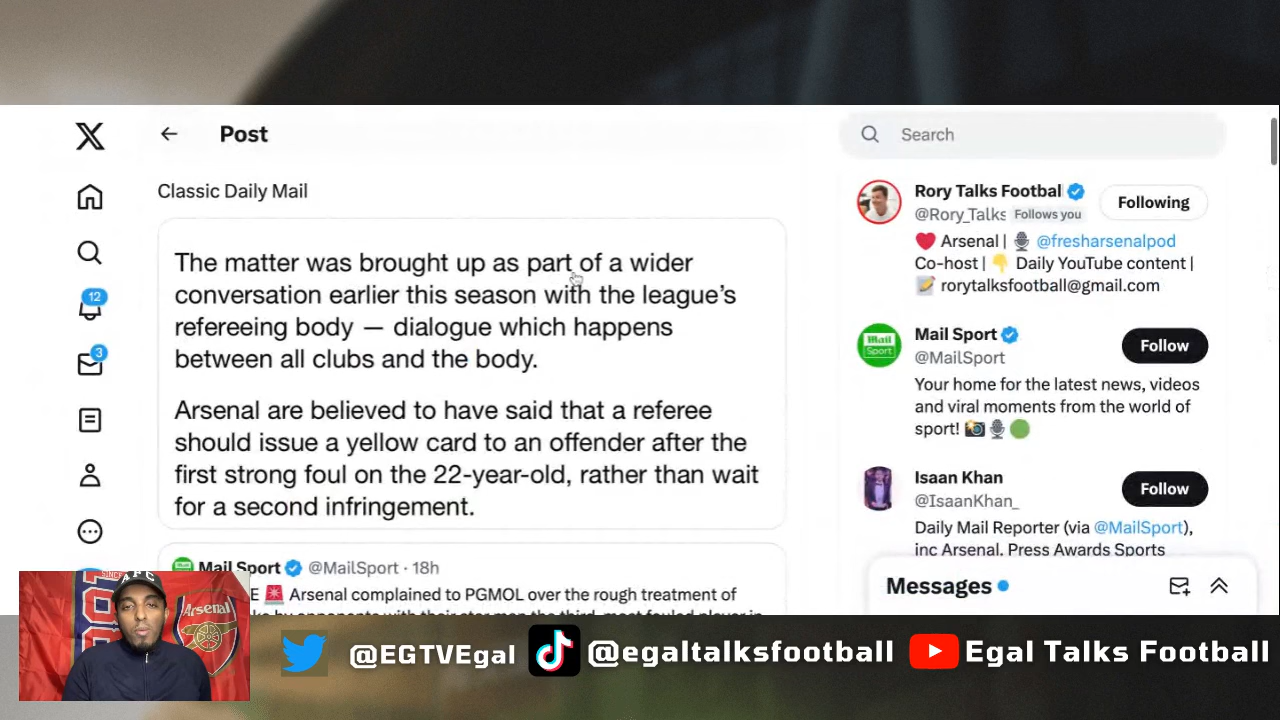 Post
Search
Classic Daily Mail
The matter was brought up as part of a wider
conversation earlier this season with the league's
refereeing body — dialogue which happens
between all clubs and the body.
Arsenal are believed to have said that a referee
should issue a yellow card to an offender after the
first strong foul on the 22-year-old, rather than wait
for a second infringement.
Mail Sport @MailSport · 18h
E 🚨 Arsenal complained to PGMOL over the rough treatment of
12
3
Rory Talks Football
@Rory_Talks Follows you
Following
❤️ Arsenal | 🎙️ @fresharsenalpod
Co-host | 👇 Daily YouTube content |
📝 rorytalksfootball@gmail.com
Mail Sport
@MailSport
Follow
Your home for the latest news, videos
and viral moments from the world of
sport! 📸🎙️🟢
Isaan Khan
@IsaanKhan_
Follow
Daily Mail Reporter (via @MailSport),
inc Arsenal. Press Awards Sports
Messages
Mail Sport
AFC
Arsenal
@EGTVEgal
@egaltalksfootball
Egal Talks Football